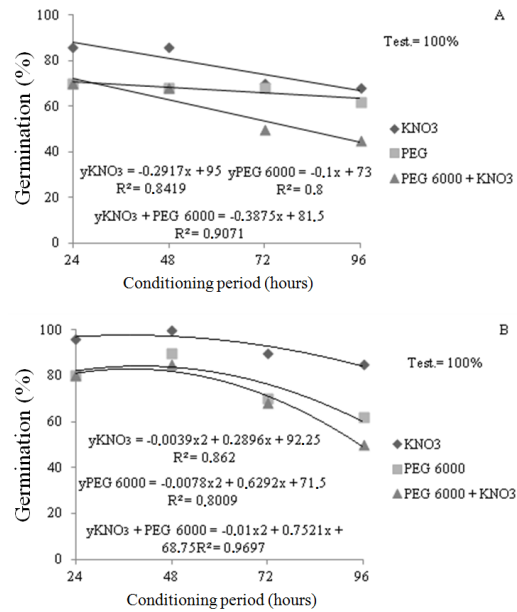 A
Test.= 100%
Germination (%)
100
80
60
40
20
0
24
48
72
96
Conditioning period (hours)
KNO3
PEG
PEG 6000 + KNO3
yKNO₃ = -0.2917x + 95
R²= 0.8419
yPEG 6000 = -0.1x + 73
R²= 0.8
yKNO₃ + PEG 6000 = -0.3875x + 81.5
R²= 0.9071
B
Test.= 100%
Germination (%)
100
80
60
40
20
0
24
48
72
96
Conditioning period (hours)
KNO3
PEG 6000
PEG 6000 + KNO3
yKNO₃ = -0.0039x2 + 0.2896x + 92.25
R²= 0.862
yPEG 6000 = -0.0078x2 + 0.6292x + 71.5
R²= 0.8009
yKNO₃ + PEG 6000 = -0.01x2 + 0.7521x +
68.75R²= 0.9697